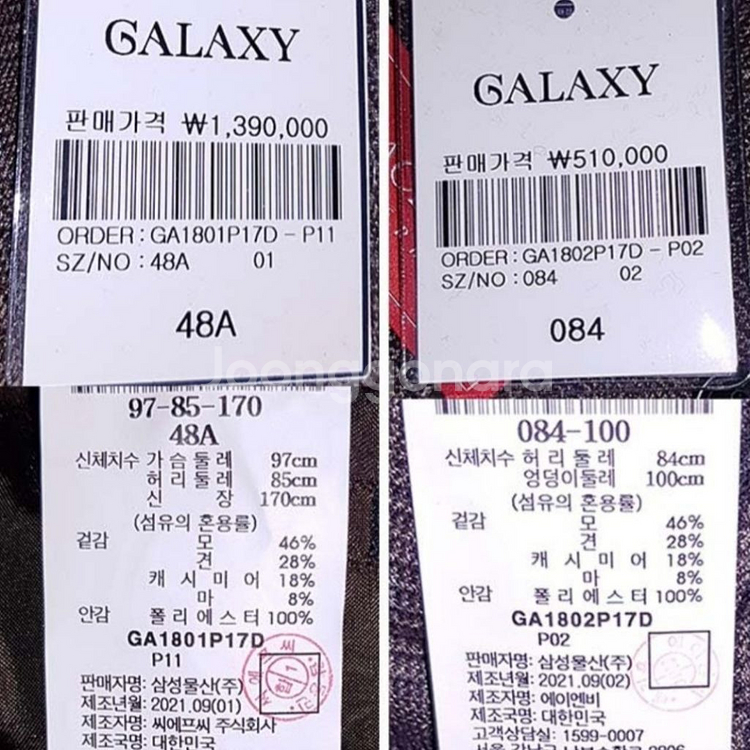 GALAXY
판매가격 ₩1,390,000
ORDER : GA1801P17D - P11
SZ/NO : 48A 01
48A
GALAXY
판매가격 ₩510,000
ORDER : GA1802P17D - P02
SZ/NO : 084 02
084
Joonggonara
97-85-170
48A
신체치수 가슴둘레 97cm
허리둘레 85cm
신장 170cm
(섬유의 혼용률)
겉감 모 46%
견 28%
캐시미어 18%
마 8%
안감 폴리에스터 100%
GA1801P17D
P11
판매자명: 삼성물산(주)
제조년월: 2021.09(01)
제조자명: 씨에프씨 주식회사
제조국명: 대한민국
084-100
신체치수 허리둘레 84cm
엉덩이둘레 100cm
(섬유의 혼용률)
겉감 모 46%
견 28%
캐시미어 18%
마 8%
안감 폴리에스터 100%
GA1802P17D
P02
판매자명: 삼성물산(주)
제조년월: 2021.09(02)
제조자명: 에이엔비
제조국명: 대한민국
고객상담실: 1599-0007